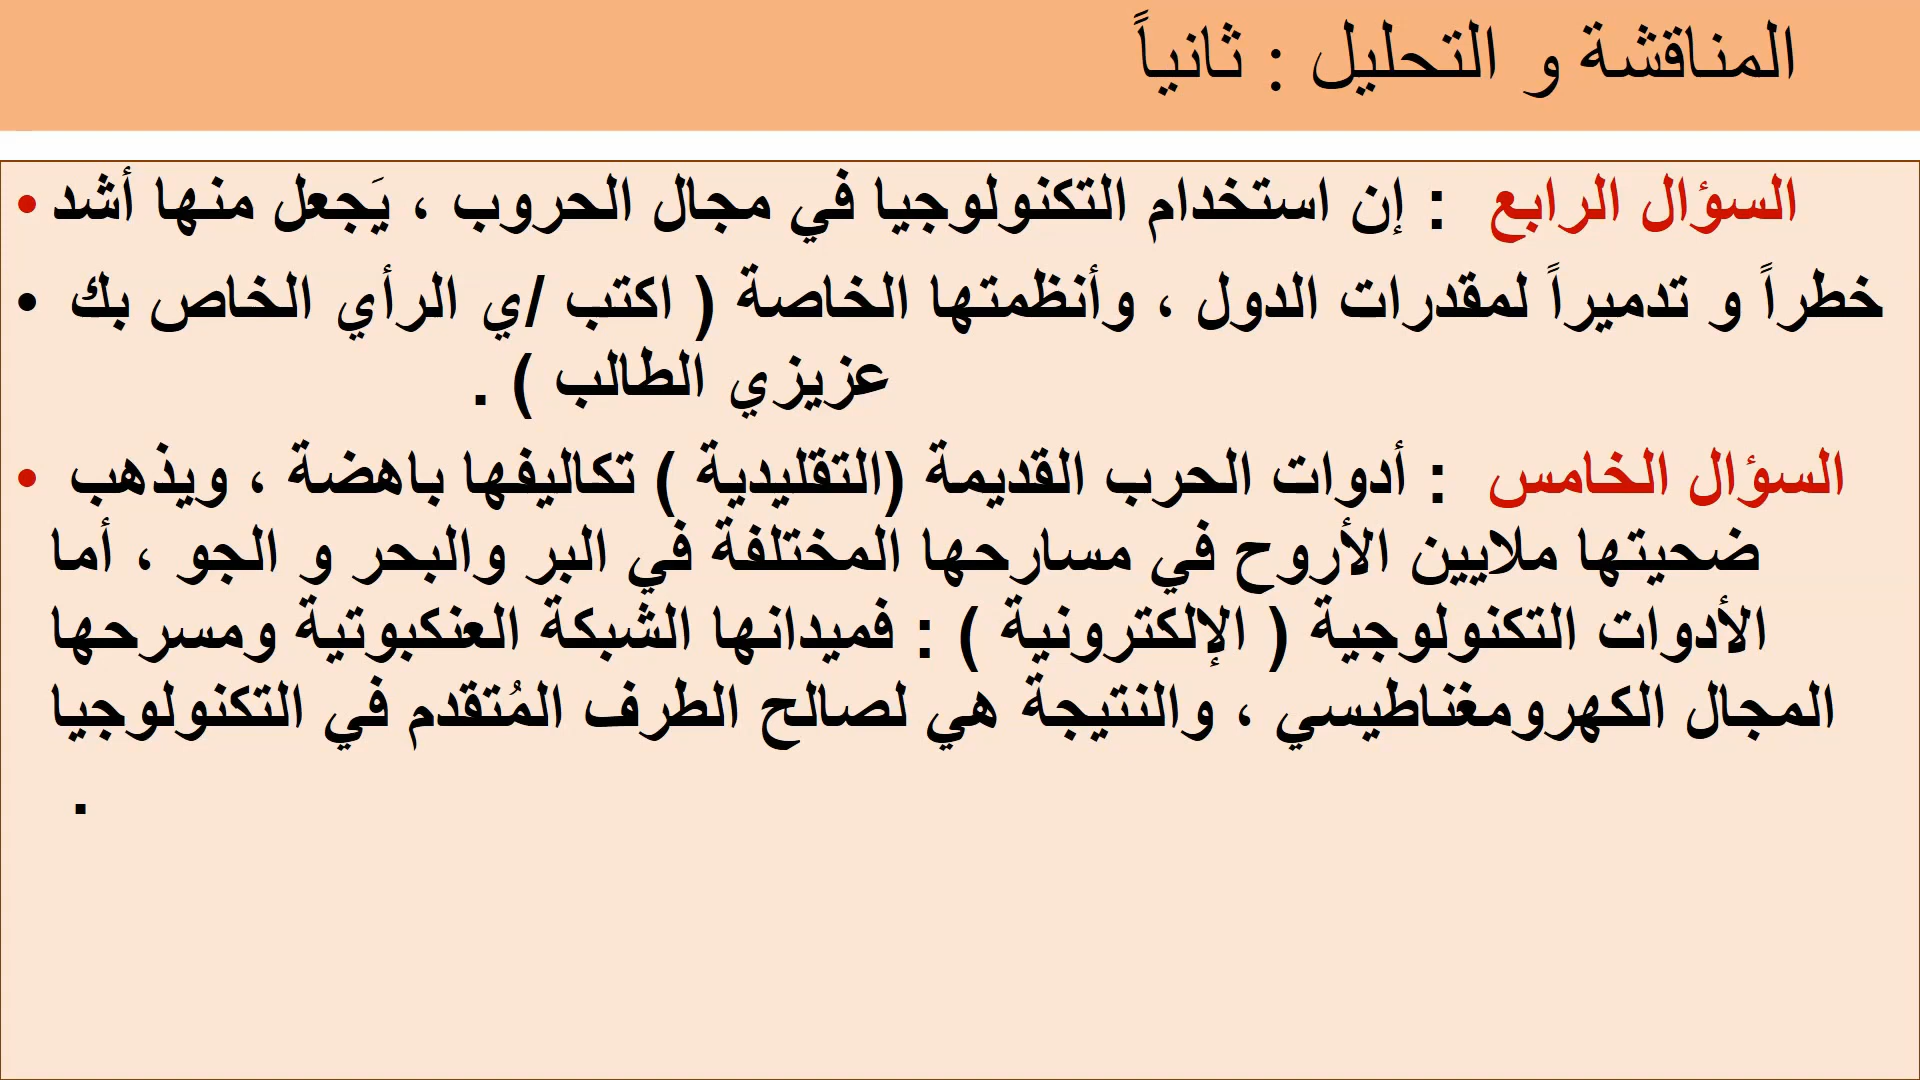 المناقشة و التحليل : ثانياً
• السؤال الرابع : إن استخدام التكنولوجيا في مجال الحروب ، يَجعل منها أشد
• خطراً و تدميراً لمقدرات الدول ، وأنظمتها الخاصة ( اكتب /ي الرأي الخاص بك
عزيزي الطالب ) .
• السؤال الخامس : أدوات الحرب القديمة (التقليدية ) تكاليفها باهضة ، ويذهب
ضحيتها ملايين الأروح في مسارحها المختلفة في البر والبحر و الجو ، أما
الأدوات التكنولوجية ( الإلكترونية ) : فميدانها الشبكة العنكبوتية ومسرحها
المجال الكهرومغناطيسي ، والنتيجة هي لصالح الطرف المُتقدم في التكنولوجيا
.